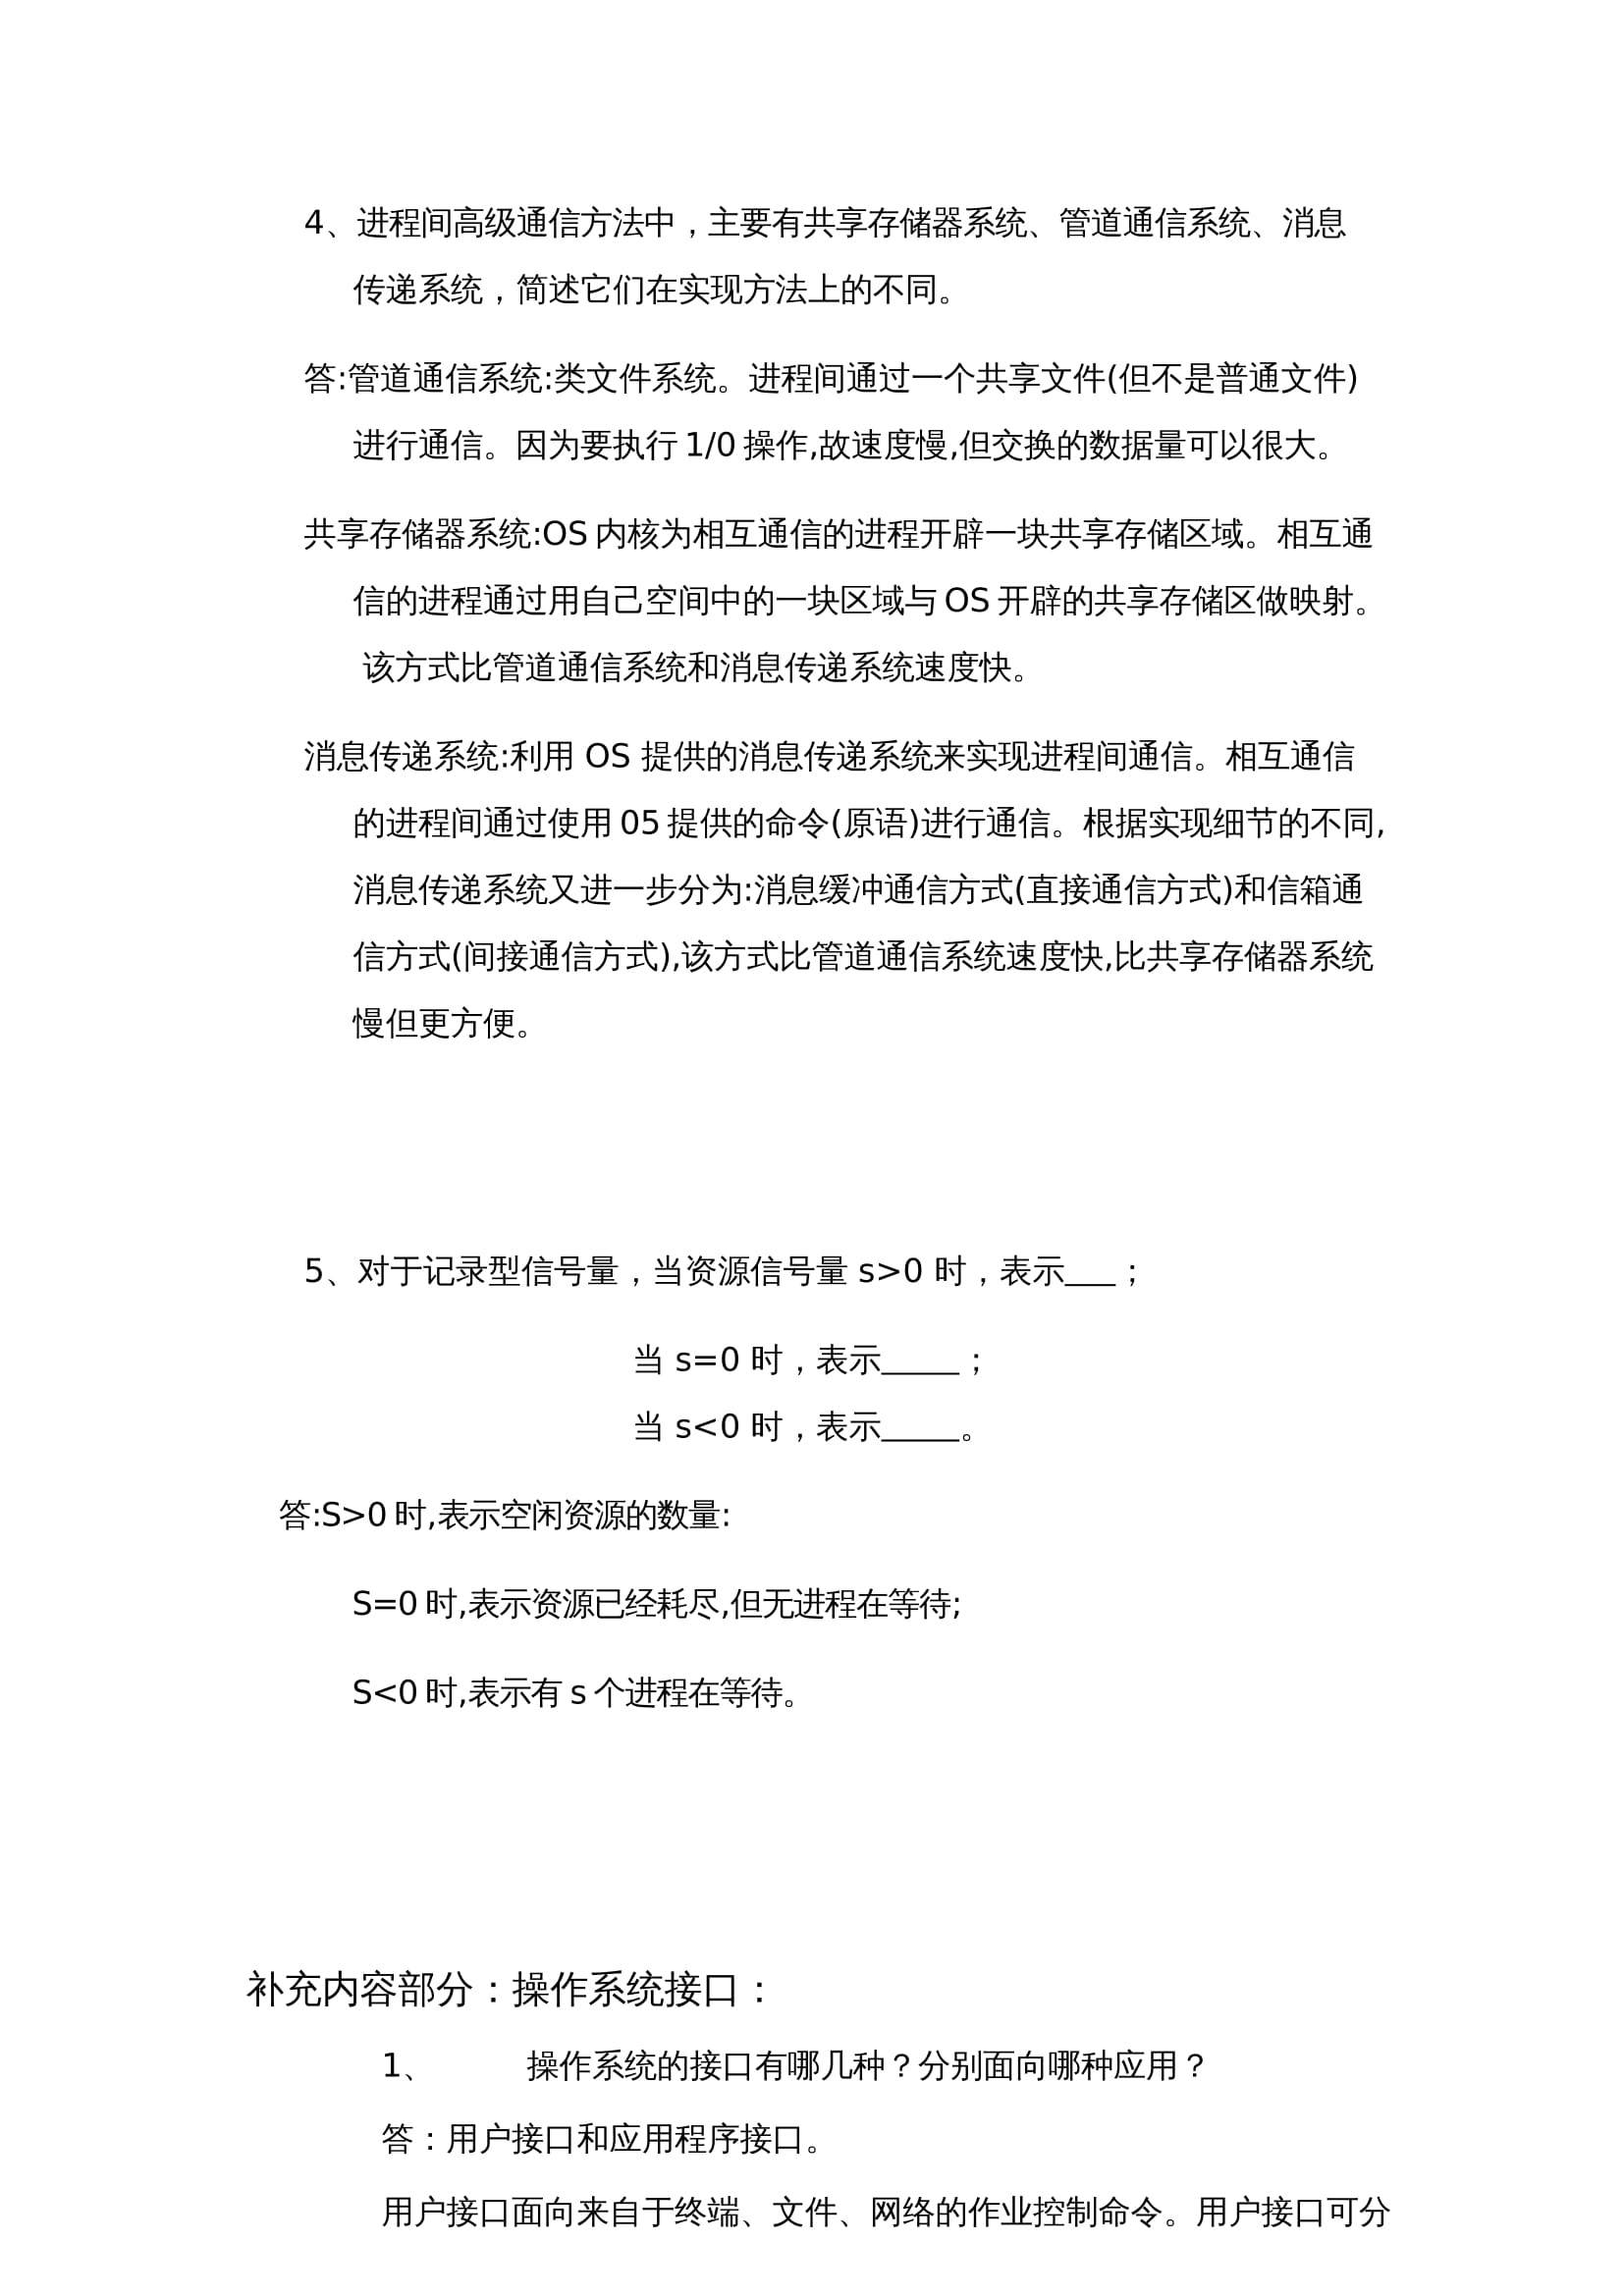 4、进程间高级通信方法中，主要有共享存储器系统、管道通信系统、消息
传递系统，简述它们在实现方法上的不同。
答:管道通信系统:类文件系统。进程间通过一个共享文件(但不是普通文件)
进行通信。因为要执行 1/0 操作,故速度慢,但交换的数据量可以很大。
共享存储器系统:OS 内核为相互通信的进程开辟一块共享存储区域。相互通
信的进程通过用自己空间中的一块区域与 OS 开辟的共享存储区做映射。
该方式比管道通信系统和消息传递系统速度快。
消息传递系统:利用 OS 提供的消息传递系统来实现进程间通信。相互通信
的进程间通过使用 05 提供的命令(原语)进行通信。根据实现细节的不同,
消息传递系统又进一步分为:消息缓冲通信方式(直接通信方式)和信箱通
信方式(间接通信方式),该方式比管道通信系统速度快,比共享存储器系统
慢但更方便。
5、对于记录型信号量，当资源信号量 s>0 时，表示___；
当 s=0 时，表示_____；
当 s<0 时，表示_____。
答:S>0 时,表示空闲资源的数量:
S=0 时,表示资源已经耗尽,但无进程在等待;
S<0 时,表示有 s 个进程在等待。
补充内容部分：操作系统接口：
1、 操作系统的接口有哪几种？分别面向哪种应用？
答：用户接口和应用程序接口。
用户接口面向来自于终端、文件、网络的作业控制命令。用户接口可分